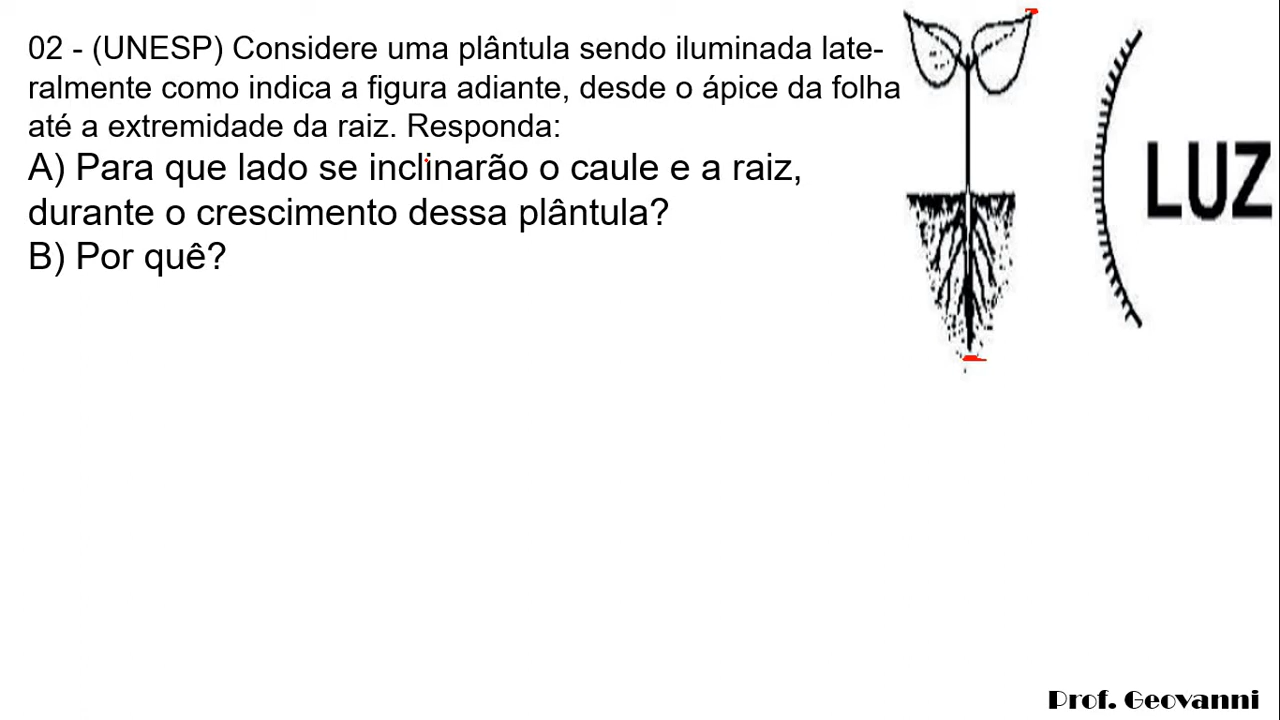 02 - (UNESP) Considere uma plântula sendo iluminada late-
ralmente como indica a figura adiante, desde o ápice da folha
até a extremidade da raiz. Responda:
A) Para que lado se inclinarão o caule e a raiz,
durante o crescimento dessa plântula?
B) Por quê?
LUZ
Prof. Geovanni